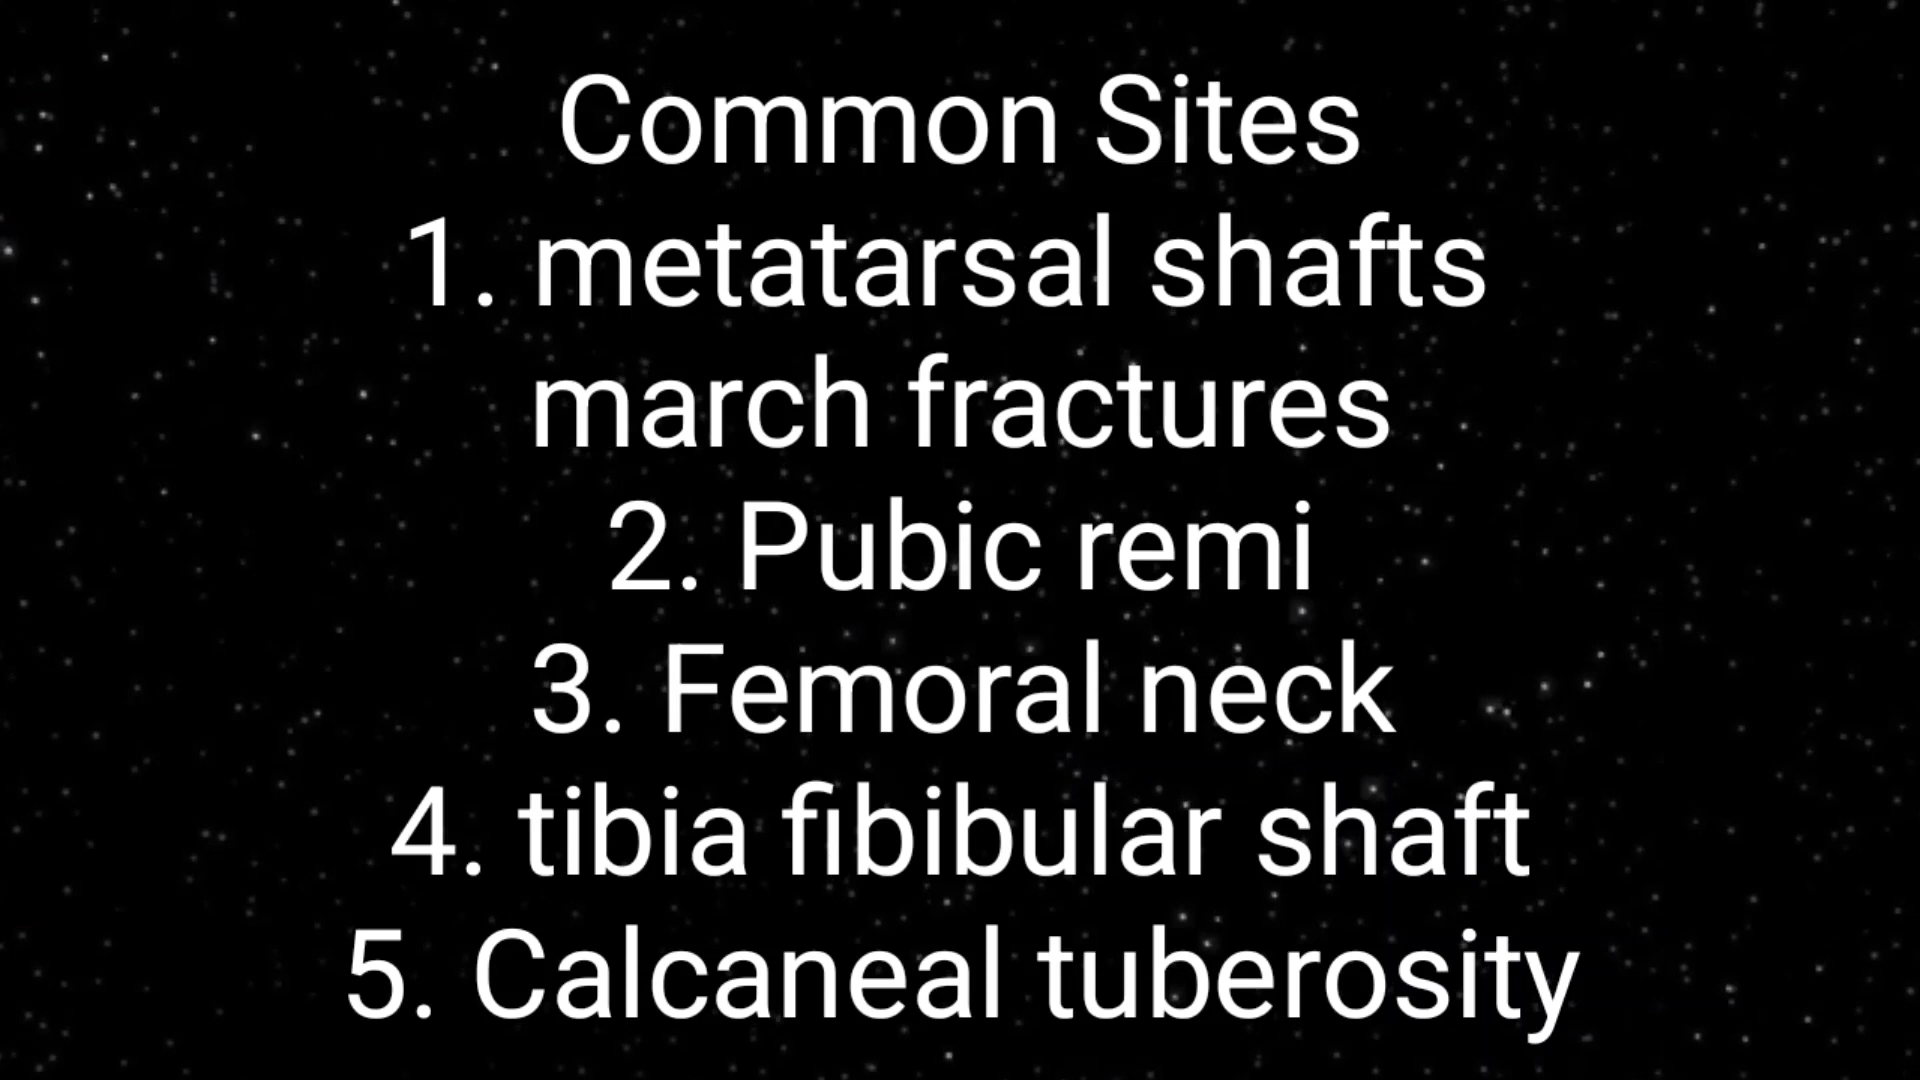 Common Sites
1. metatarsal shafts
march fractures
2. Pubic remi
3. Femoral neck
4. tibia fibibular shaft
5. Calcaneal tuberosity